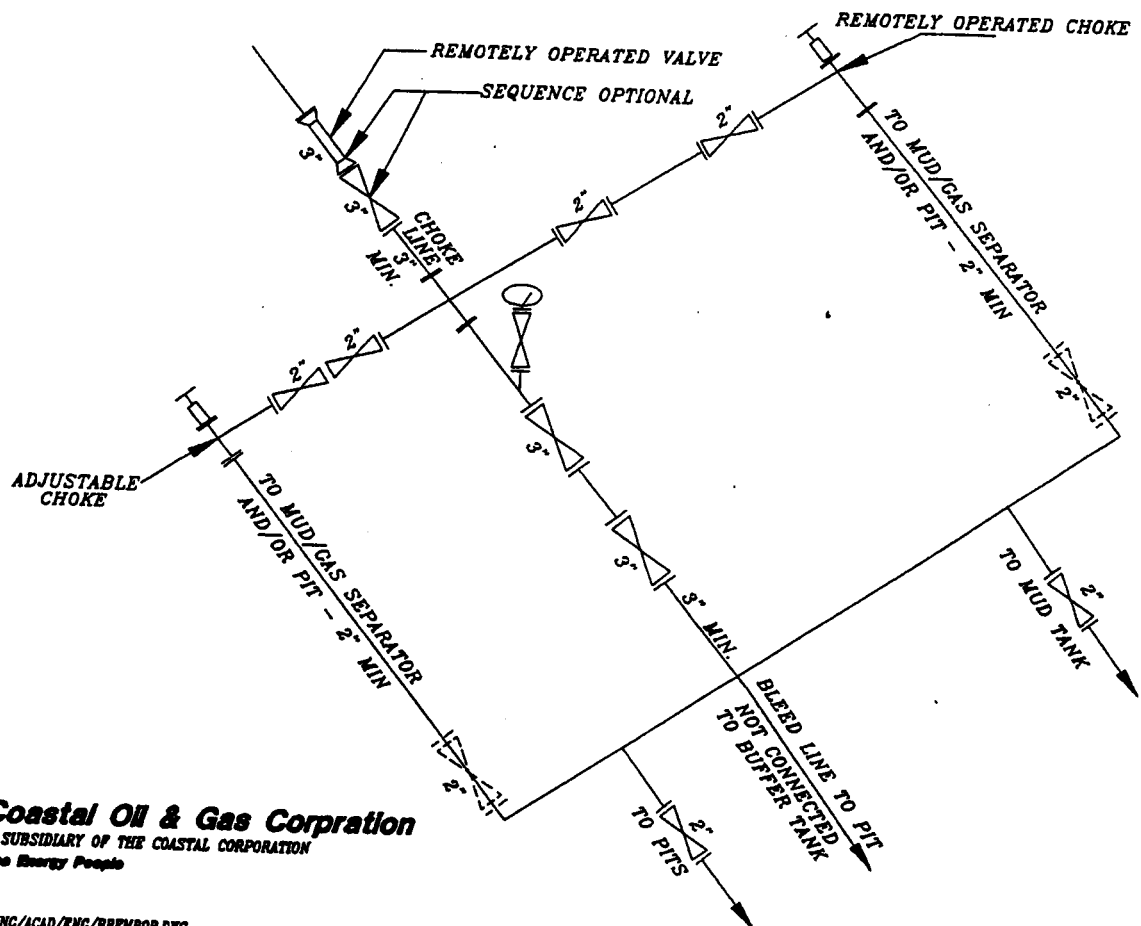 REMOTELY OPERATED CHOKE
REMOTELY OPERATED VALVE
SEQUENCE OPTIONAL
3"
3"
CHOKE
LINE
3"
MIN.
2"
2"
2"
2"
TO MUD/GAS SEPARATOR
AND/OR PIT - 2" MIN
2"
ADJUSTABLE
CHOKE
TO MUD/GAS SEPARATOR
AND/OR PIT - 2" MIN
2"
3"
3"
3" MIN.
BLEED LINE TO PIT
NOT CONNECTED
TO BUFFER TANK
2"
TO MUD TANK
2"
TO PITS
Coastal Oil & Gas Corpration
SUBSIDIARY OF THE COASTAL CORPORATION
Energy People